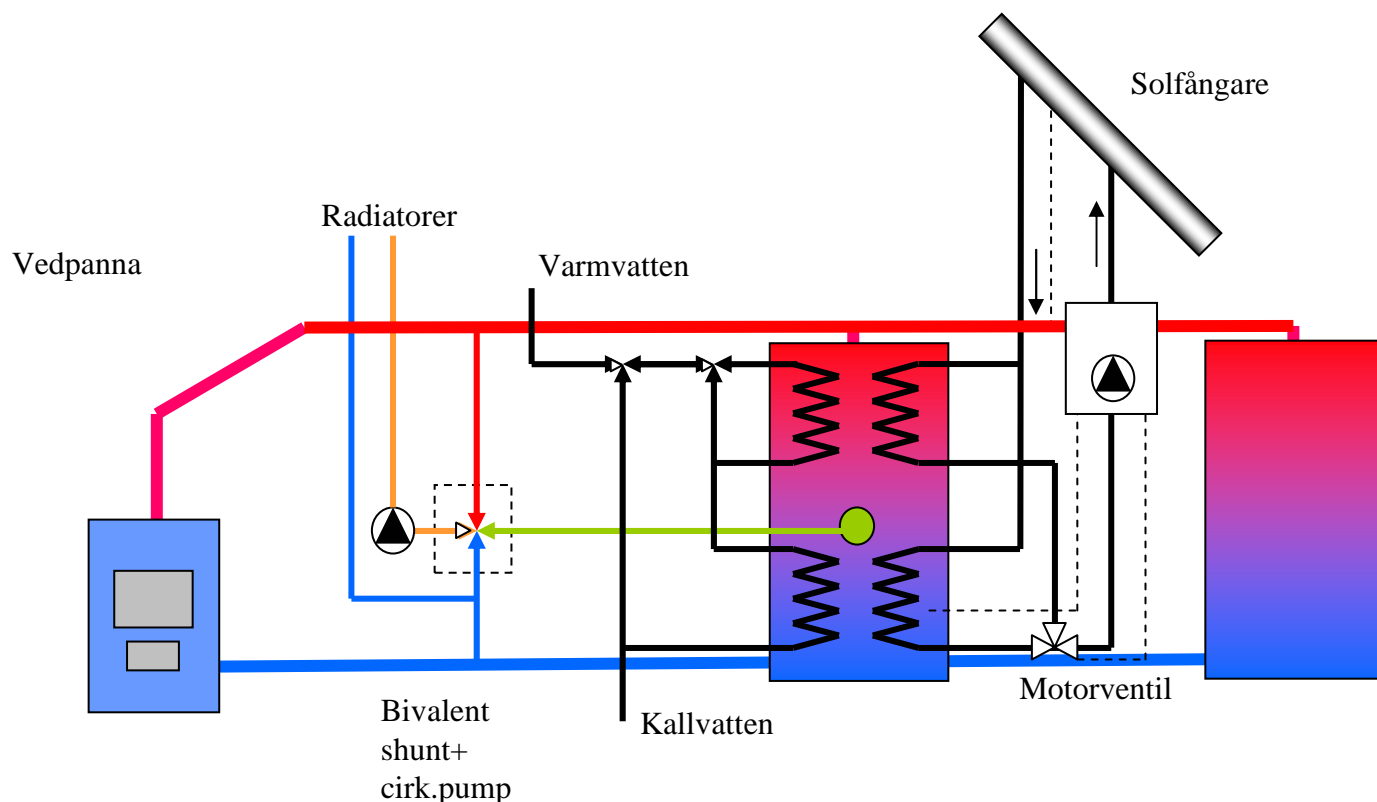 Solfångare
Radiatorer
Vedpanna
Varmvatten
Motorventil
Kallvatten
Bivalent
shunt+
cirk.pump